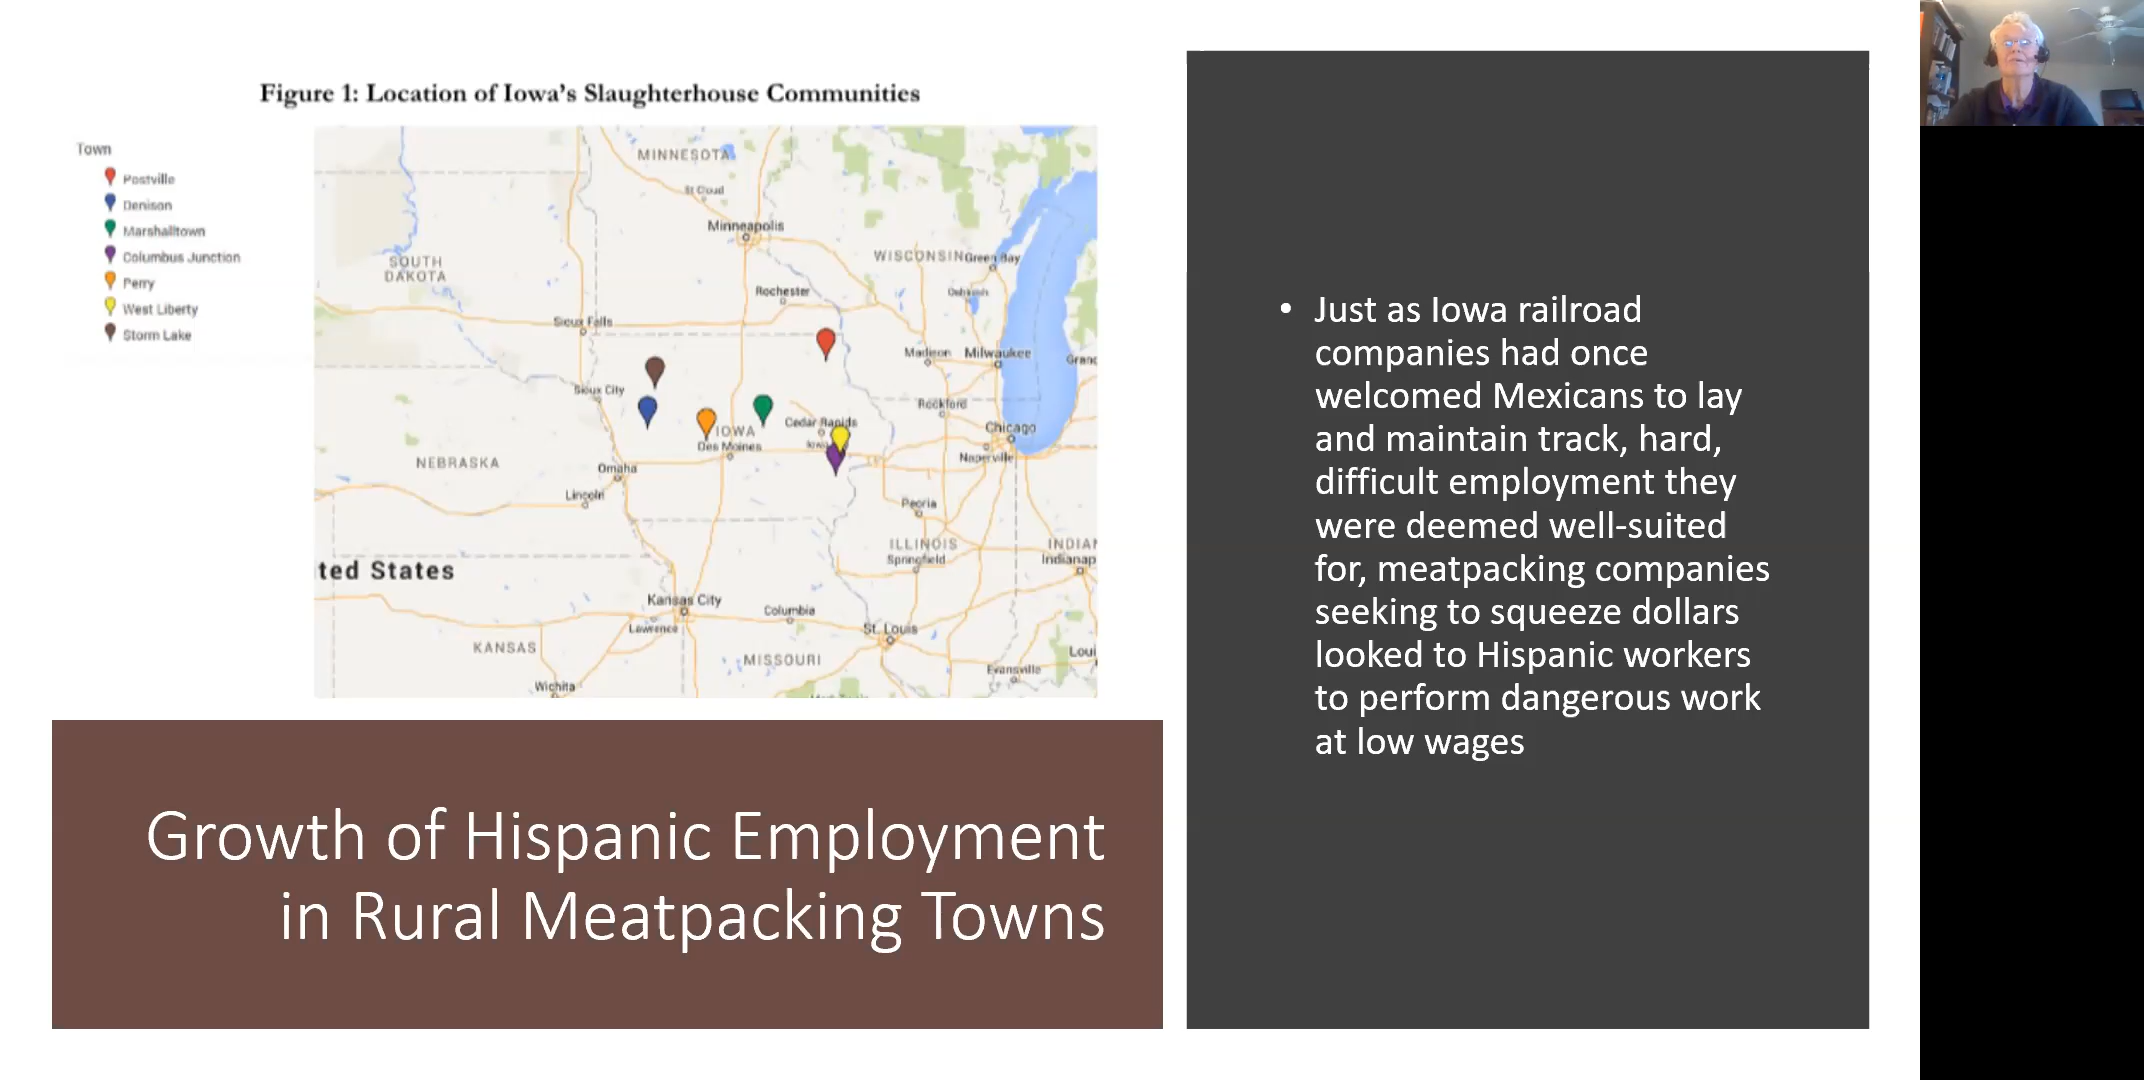 Figure 1: Location of Iowa's Slaughterhouse Communities
Town
Postville
Denison
Marshalltown
Columbus Junction
Perry
West Liberty
Storm Lake
MINNESOTA
St Cloud
Minneapolis
WISCONSIN
Green Bay
SOUTH
DAKOTA
Rochester
Oshkosh
Sioux Falls
Madison
Milwaukee
Grand
Sioux City
Rockford
Cedar Rapids
IOWA
Chicago
Des Moines
Iowa
Naperville
NEBRASKA
Omaha
Lincoln
Peoria
ILLINOIS
INDIAN
Springfield
Indianap
ted States
Kansas City
Columbia
Lawrence
St. Louis
KANSAS
MISSOURI
Loui
Evansville
Wichita
Growth of Hispanic Employment
in Rural Meatpacking Towns
• Just as Iowa railroad
companies had once
welcomed Mexicans to lay
and maintain track, hard,
difficult employment they
were deemed well-suited
for, meatpacking companies
seeking to squeeze dollars
looked to Hispanic workers
to perform dangerous work
at low wages